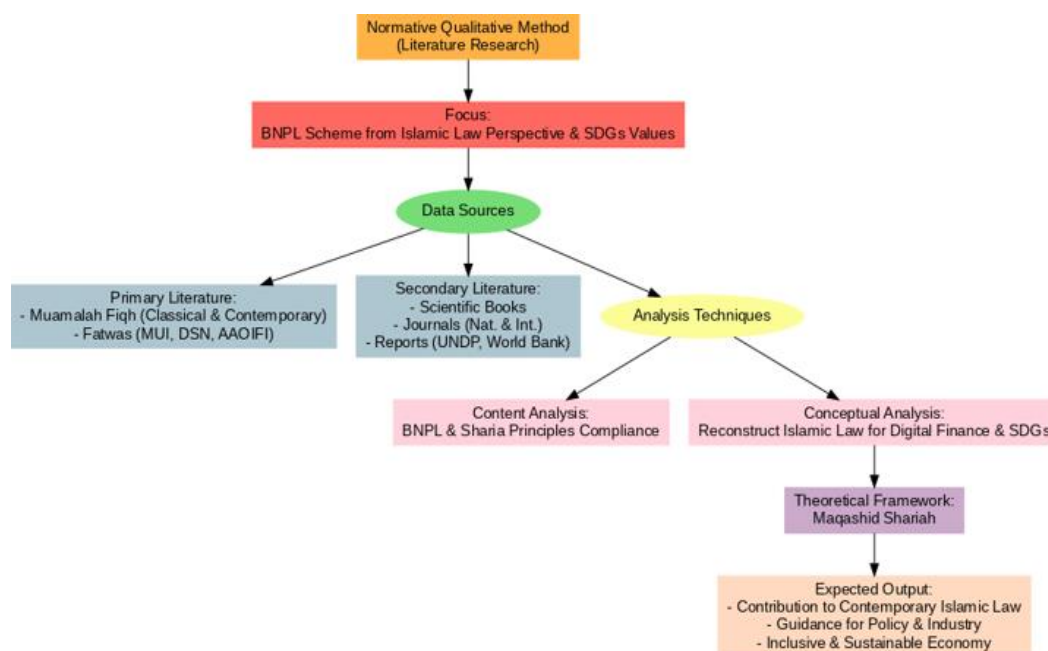 Normative Qualitative Method
(Literature Research)
Focus:
BNPL Scheme from Islamic Law Perspective & SDGs Values
Data Sources
Primary Literature:
- Muamalah Fiqh (Classical & Contemporary)
- Fatwas (MUI, DSN, AAOIFI)
Secondary Literature:
- Scientific Books
- Journals (Nat. & Int.)
- Reports (UNDP, World Bank)
Analysis Techniques
Content Analysis:
BNPL & Sharia Principles Compliance
Conceptual Analysis:
Reconstruct Islamic Law for Digital Finance & SDGs
Theoretical Framework:
Maqashid Shariah
Expected Output:
- Contribution to Contemporary Islamic Law
- Guidance for Policy & Industry
- Inclusive & Sustainable Economy